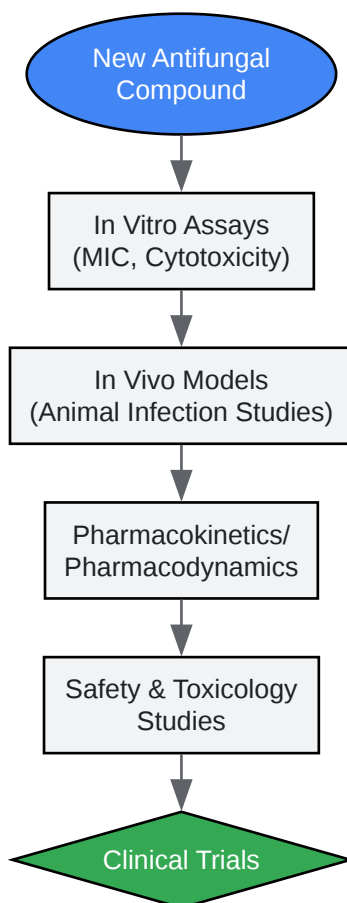 New Antifungal
Compound
In Vitro Assays
(MIC, Cytotoxicity)
In Vivo Models
(Animal Infection Studies)
Pharmacokinetics/
Pharmacodynamics
Safety & Toxicology
Studies
Clinical Trials